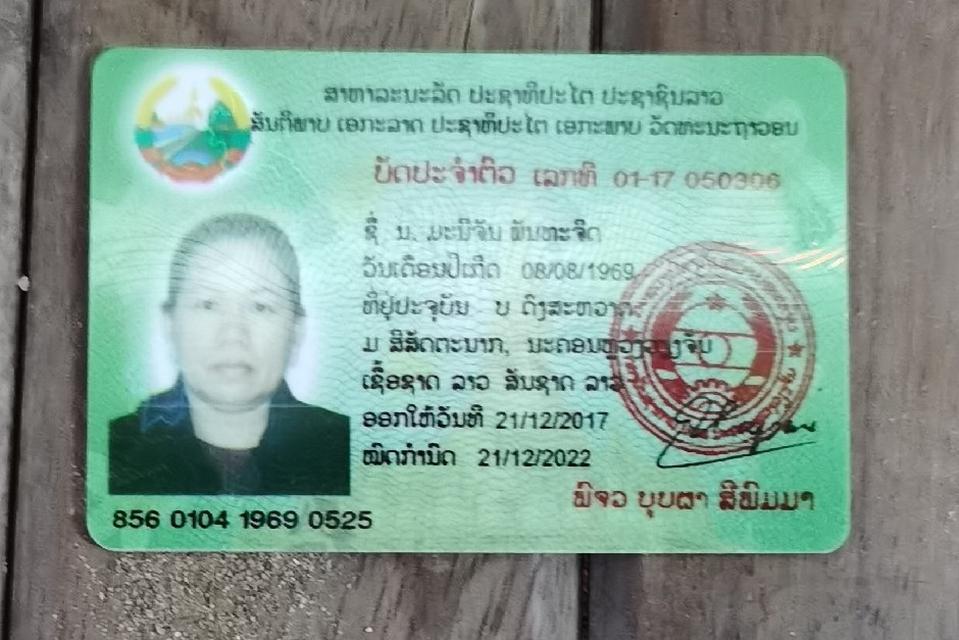 ສາທາລະນະລັດ ປະຊາທິປະໄຕ ປະຊາຊົນລາວ
ສັນຕິພາບ ເອກະລາດ ປະຊາທິປະໄຕ ເອກະພາບ ວັດທະນະຖາວອນ
ບັດປະຈຳຕົວ ເລກທີ 01-17 050306
ຊື່ ນ. ມະນີຈັນ ພັນທະຈິດ
ວັນເດືອນປີເກີດ 08/08/1969
ທີ່ຢູ່ປະຈຸບັນ ບ ດົງສະຫວາດ
ມ ສີສັດຕະນາກ, ນະຄອນຫຼວງວຽງຈັນ
ເຊື້ອຊາດ ລາວ ສັນຊາດ ລາວ
ອອກໃຫ້ວັນທີ 21/12/2017
ໝົດກຳນົດ 21/12/2022
ພົຈວ ບຸບຜາ ສີພົມມາ
856 0104 1969 0525